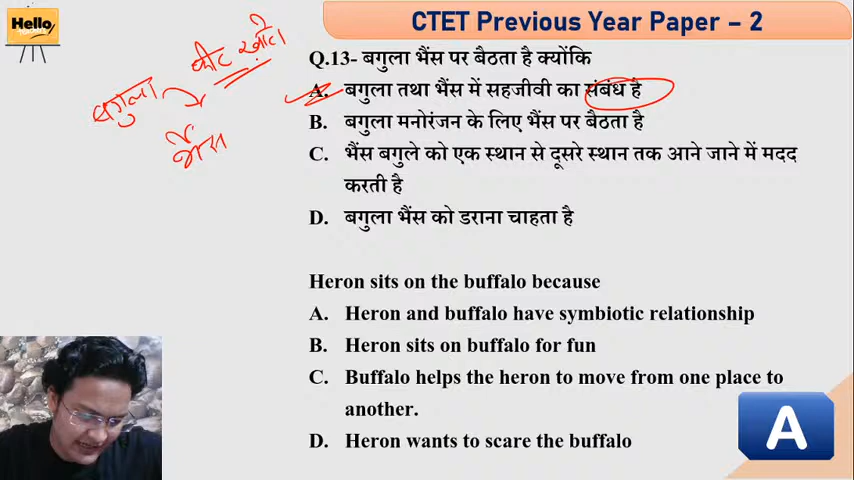 Hello
CTET Previous Year Paper – 2
बगुला
कीट खाता
भैंस
Q.13- बगुला भैंस पर बैठता है क्योंकि
A. बगुला तथा भैंस में सहजीवी का संबंध है
B. बगुला मनोरंजन के लिए भैंस पर बैठता है
C. भैंस बगुले को एक स्थान से दूसरे स्थान तक आने जाने में मदद
करती है
D. बगुला भैंस को डराना चाहता है
Heron sits on the buffalo because
A. Heron and buffalo have symbiotic relationship
B. Heron sits on buffalo for fun
C. Buffalo helps the heron to move from one place to
another.
D. Heron wants to scare the buffalo
A